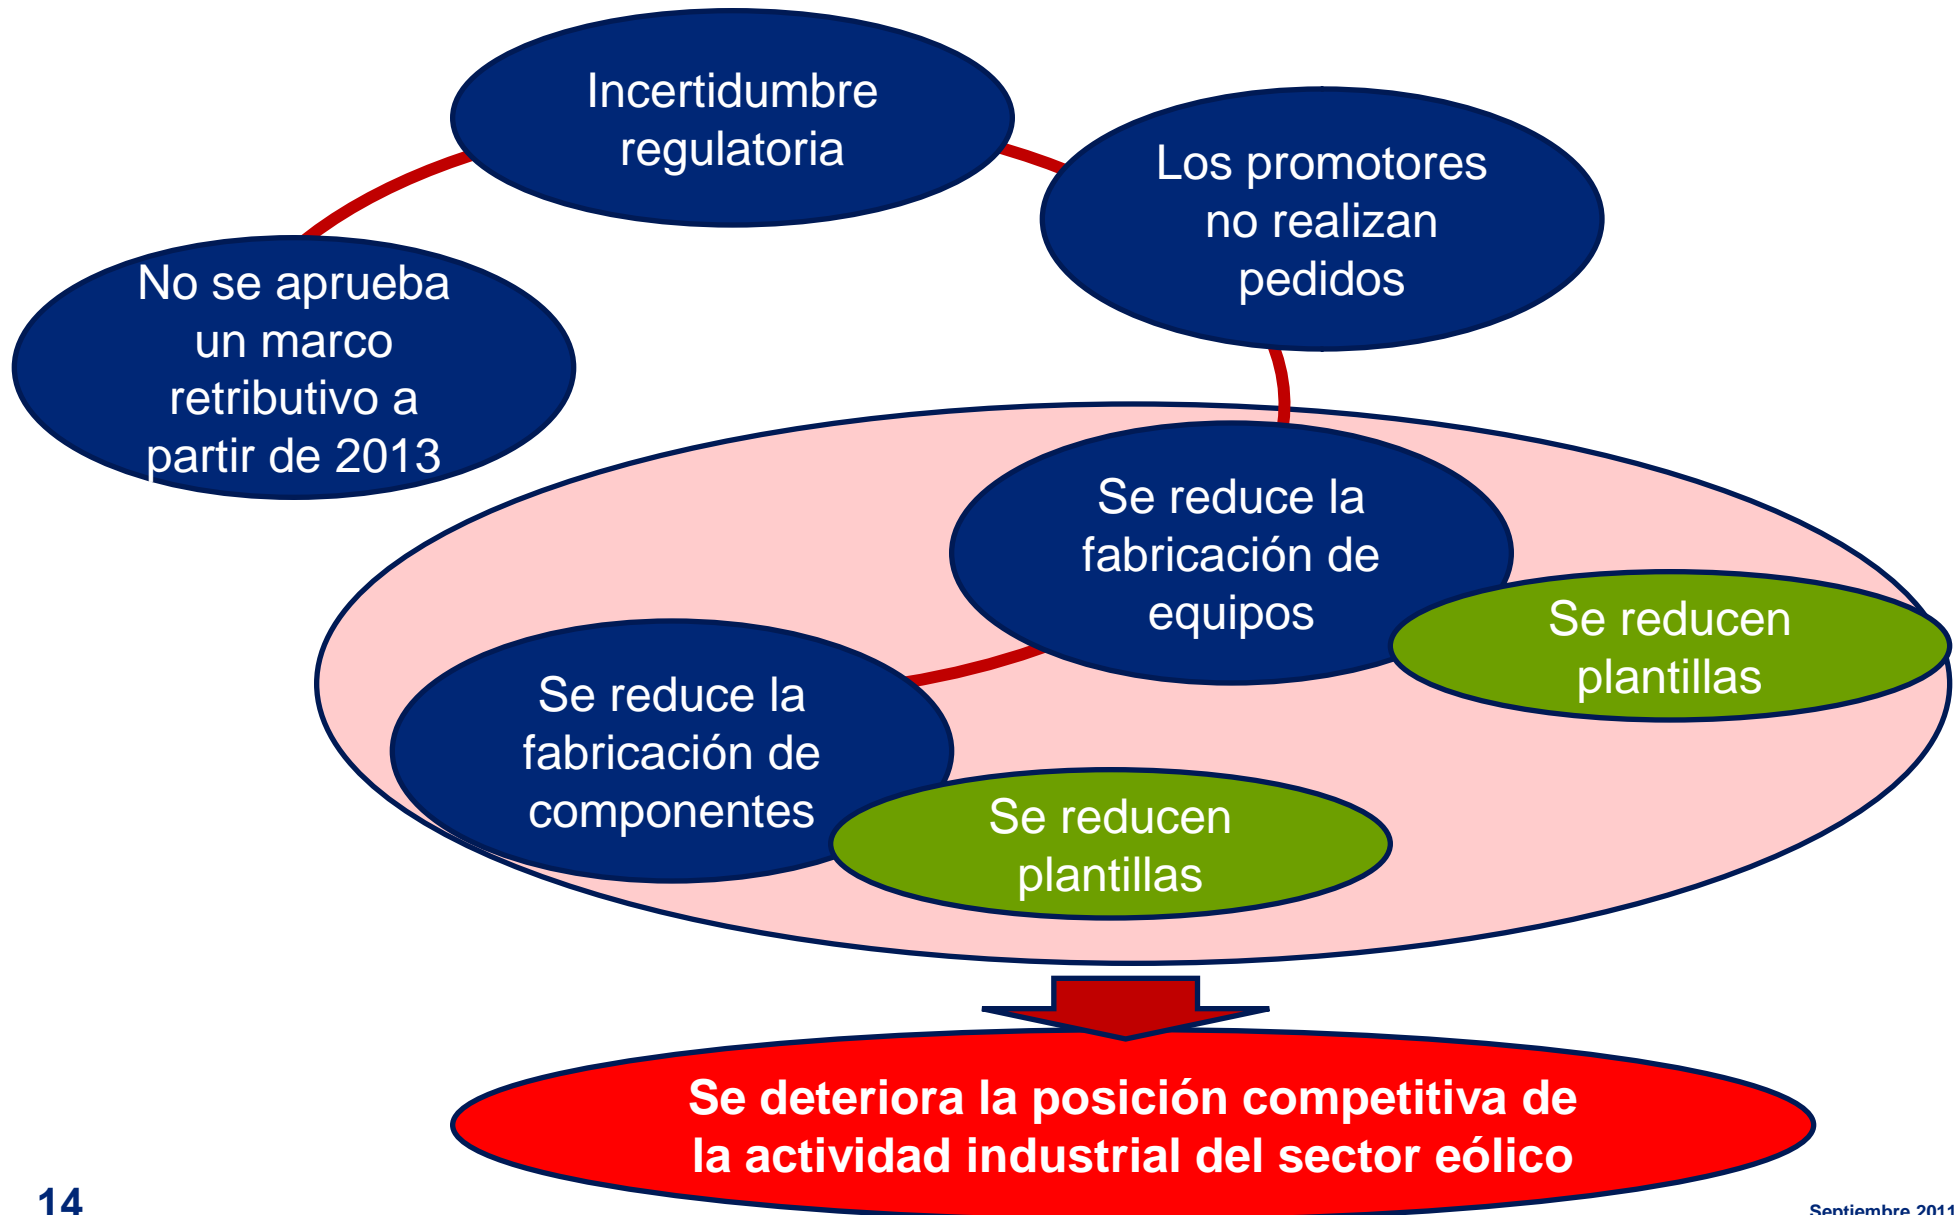 Incertidumbre
regulatoria
Los promotores
no realizan
pedidos
No se aprueba
un marco
retributivo a
partir de 2013
Se reduce la
fabricación de
equipos
Se reducen
plantillas
Se reduce la
fabricación de
componentes
Se reducen
plantillas
Se deteriora la posición competitiva de
la actividad industrial del sector eólico
14
Septiembre 2011